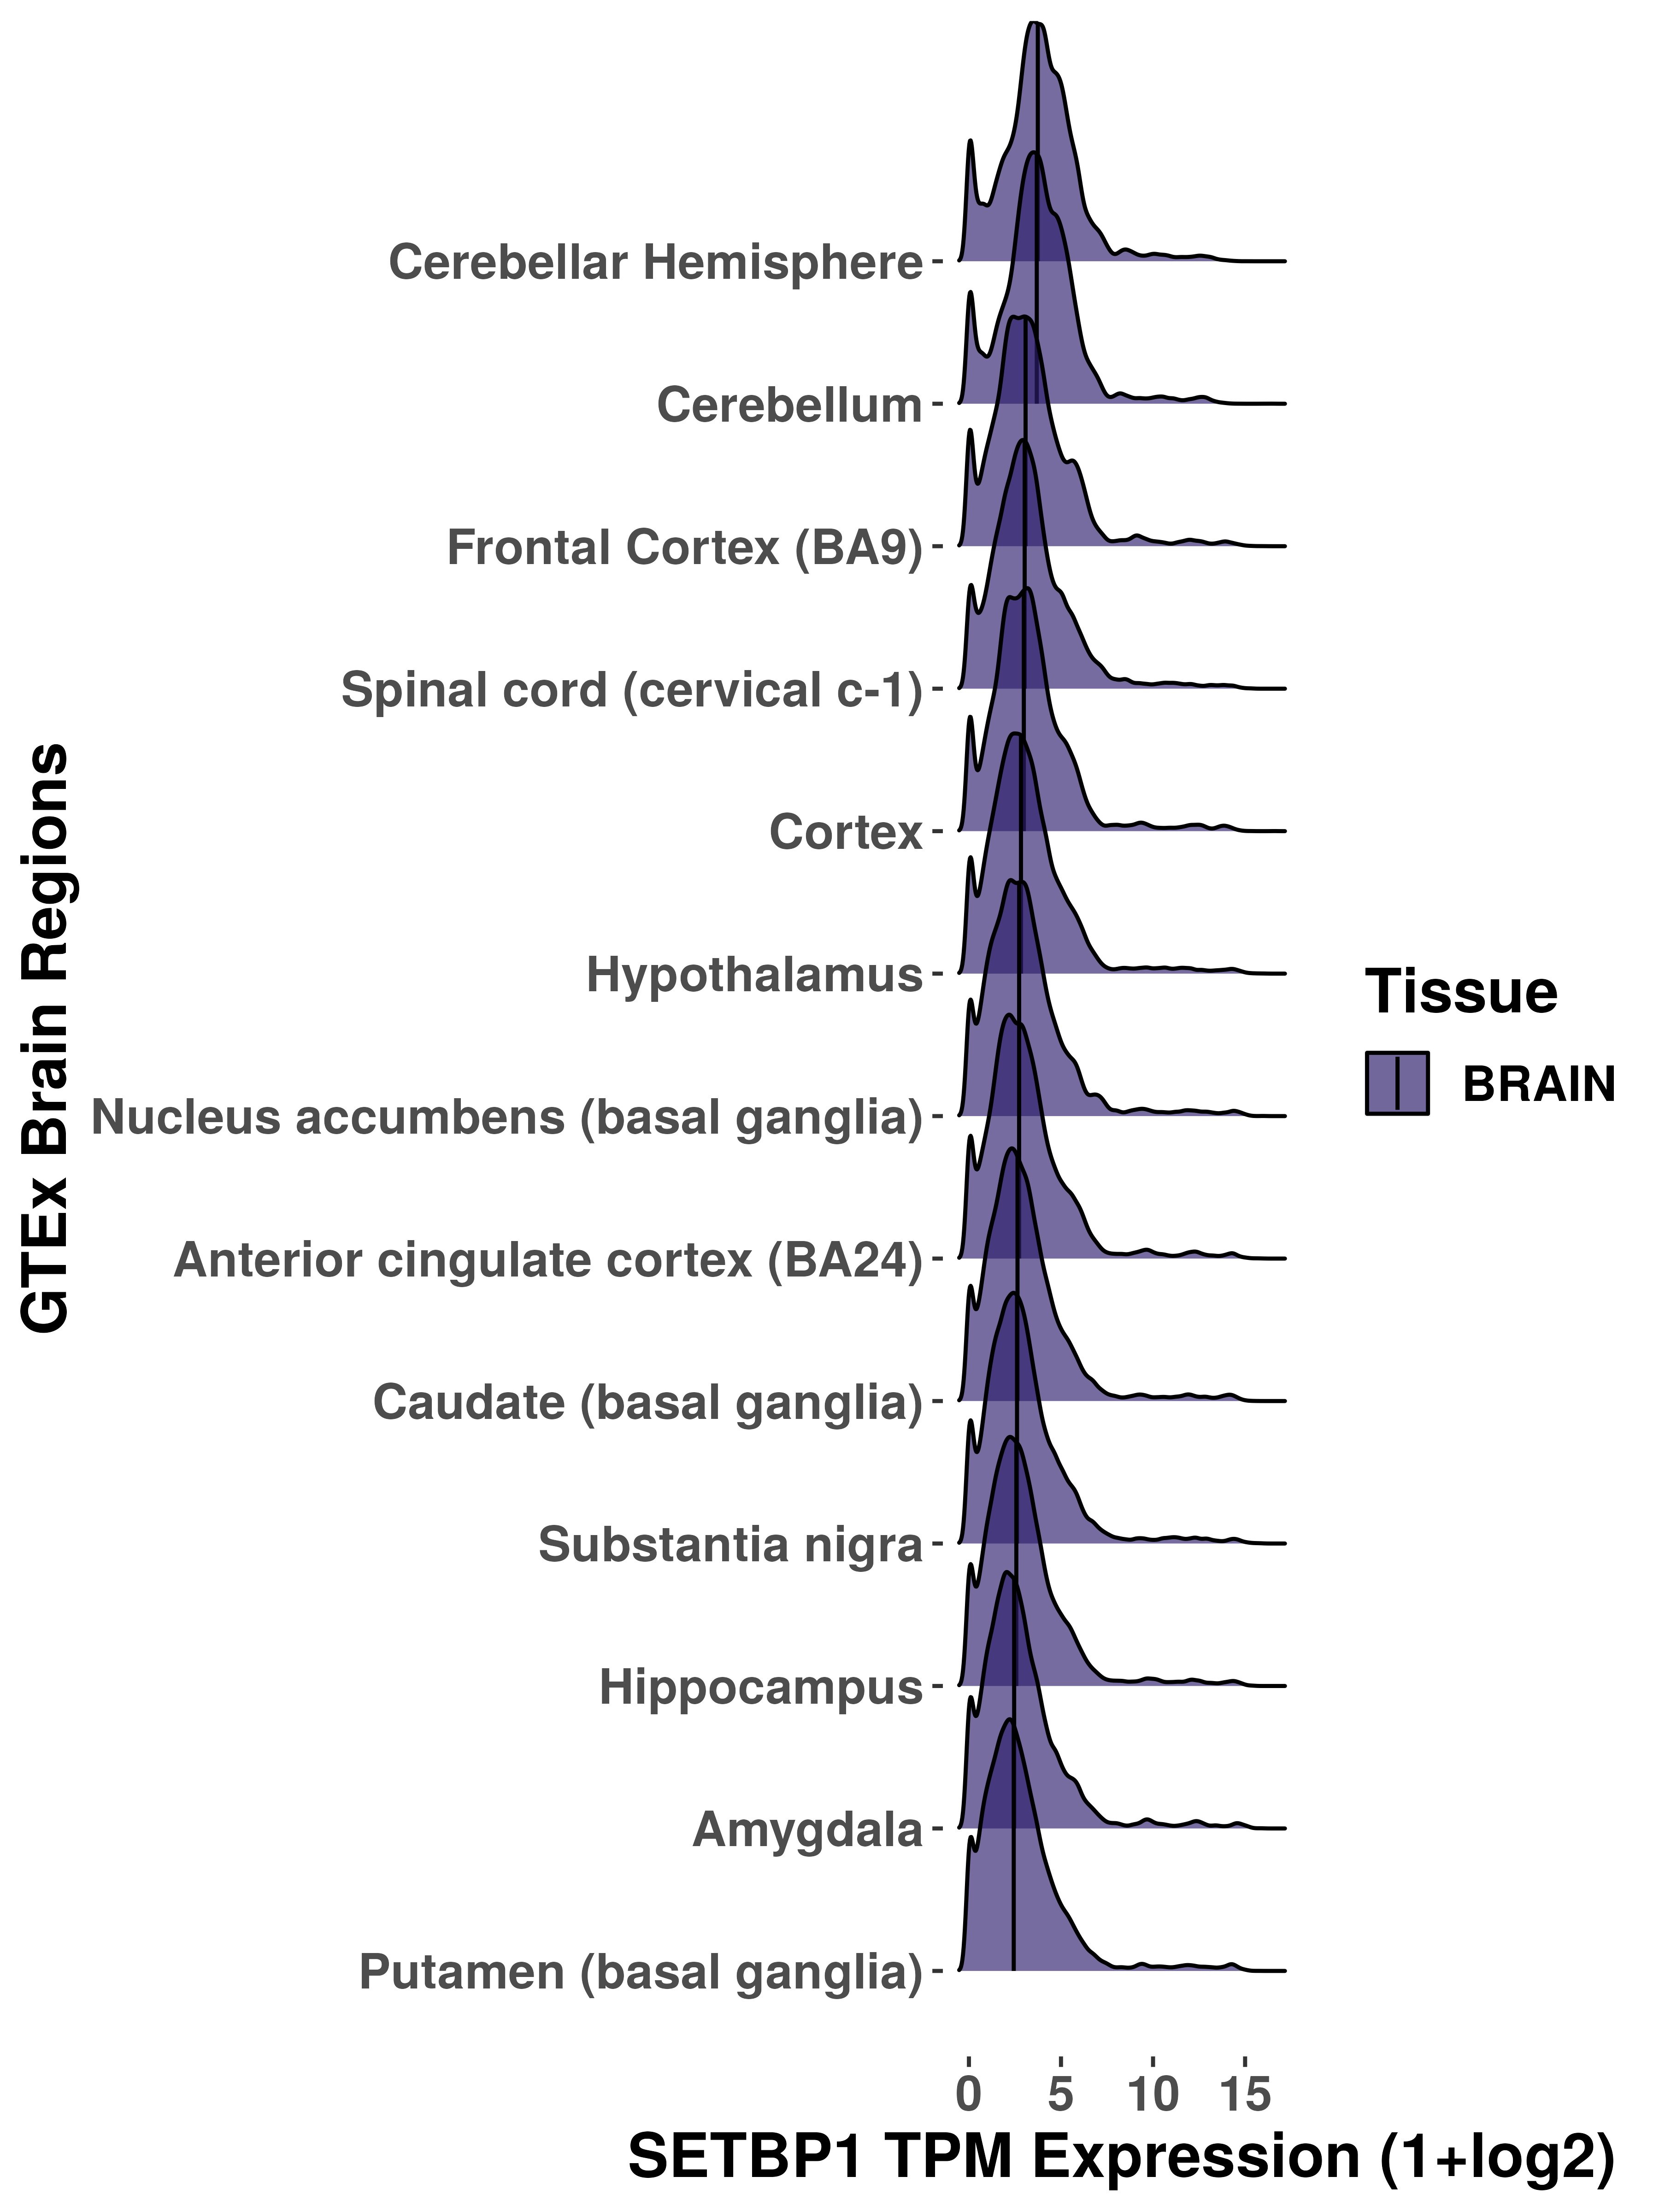 GTEx Brain Regions
Cerebellar Hemisphere
Cerebellum
Frontal Cortex (BA9)
Spinal cord (cervical c-1)
Cortex
Hypothalamus
Nucleus accumbens (basal ganglia)
Anterior cingulate cortex (BA24)
Caudate (basal ganglia)
Substantia nigra
Hippocampus
Amygdala
Putamen (basal ganglia)
0 5 10 15
SETBP1 TPM Expression (1+log2)
Tissue
BRAIN